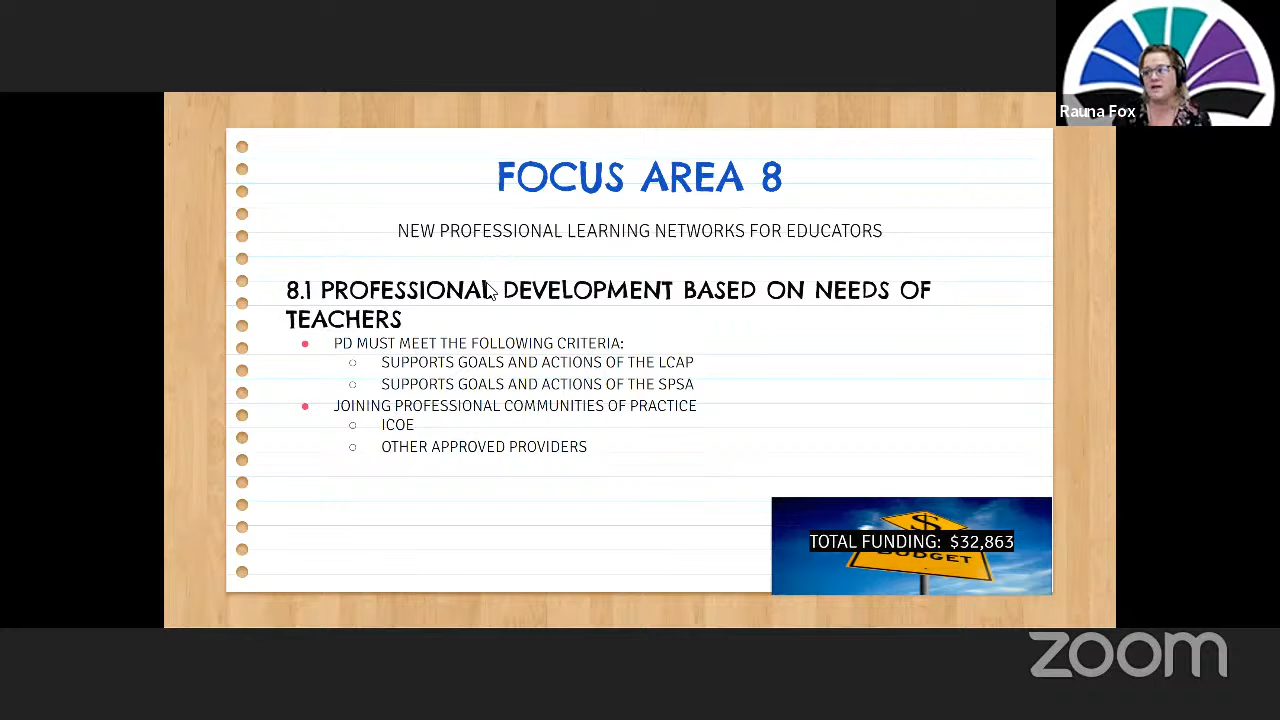 Rauna Fox
FOCUS AREA 8
NEW PROFESSIONAL LEARNING NETWORKS FOR EDUCATORS
8.1 PROFESSIONAL DEVELOPMENT BASED ON NEEDS OF
TEACHERS
PD MUST MEET THE FOLLOWING CRITERIA:
SUPPORTS GOALS AND ACTIONS OF THE LCAP
SUPPORTS GOALS AND ACTIONS OF THE SPSA
JOINING PROFESSIONAL COMMUNITIES OF PRACTICE
ICOE
OTHER APPROVED PROVIDERS
$
TOTAL FUNDING: $32,863
BUDGET
zoom